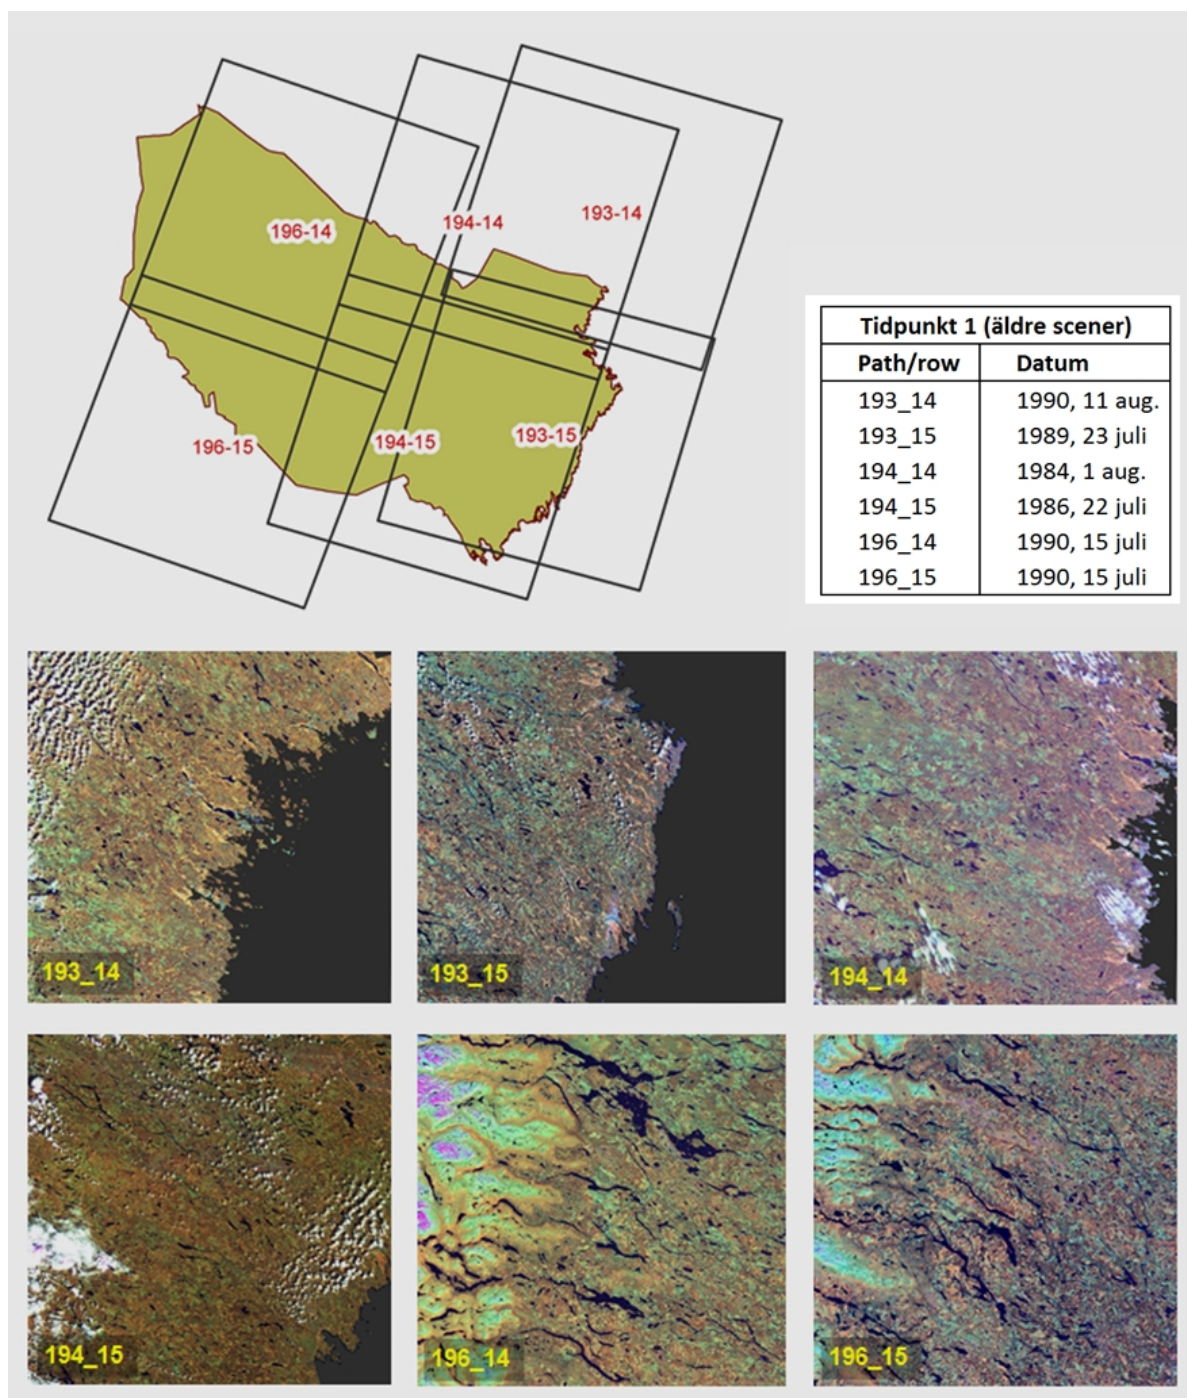 196-14
194-14
193-14
196-15
194-15
193-15
Tidpunkt 1 (äldre scener)
Path/row Datum
193_14 1990, 11 aug.
193_15 1989, 23 juli
194_14 1984, 1 aug.
194_15 1986, 22 juli
196_14 1990, 15 juli
196_15 1990, 15 juli
193_14
193_15
194_14
194_15
196_14
196_15